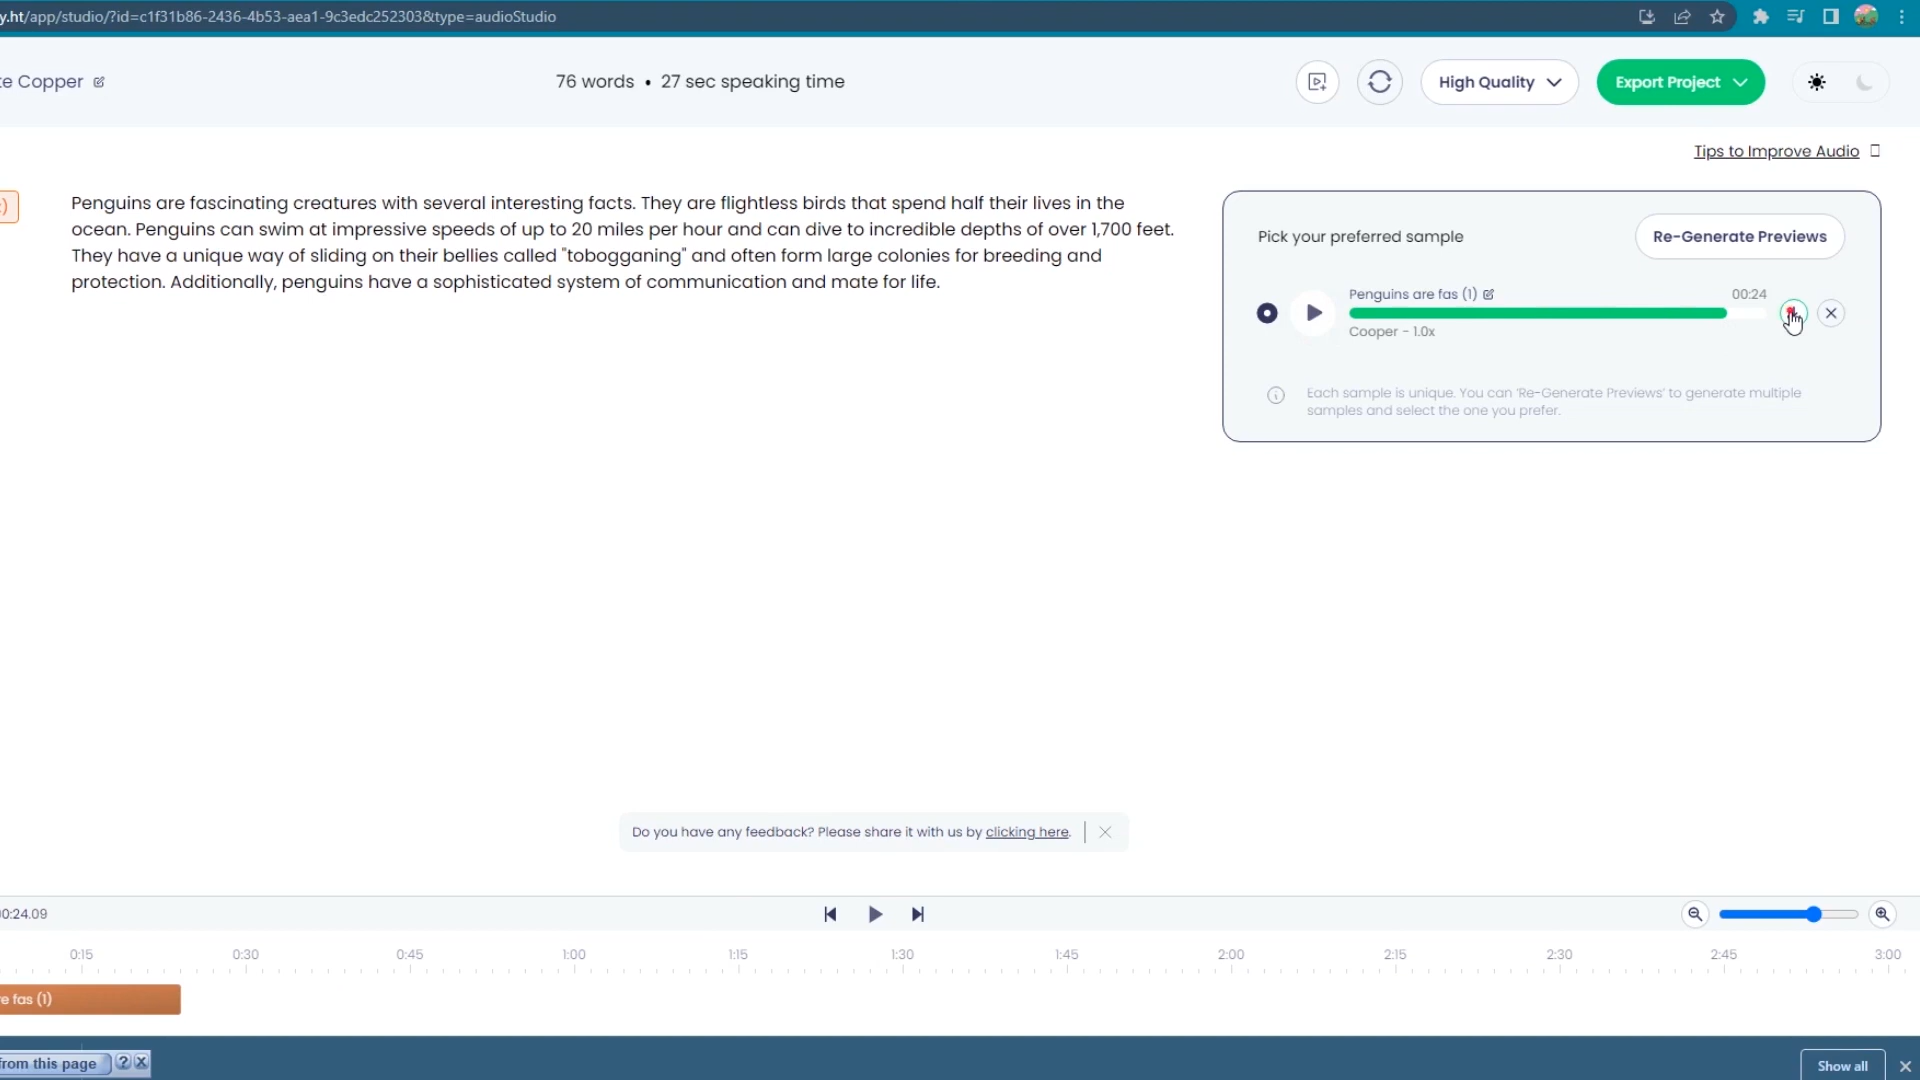 y.ht/app/studio/?id=c1f31b86-2436-4b53-aea1-9c3edc252303&type=audioStudio
te Copper
76 words • 27 sec speaking time
High Quality
Export Project
Tips to Improve Audio
Penguins are fascinating creatures with several interesting facts. They are flightless birds that spend half their lives in the
ocean. Penguins can swim at impressive speeds of up to 20 miles per hour and can dive to incredible depths of over 1,700 feet.
They have a unique way of sliding on their bellies called "tobogganing" and often form large colonies for breeding and
protection. Additionally, penguins have a sophisticated system of communication and mate for life.
Pick your preferred sample
Re-Generate Previews
Penguins are fas (1)
00:24
Cooper - 1.0x
Each sample is unique. You can 'Re-Generate Previews' to generate multiple
samples and select the one you prefer.
Do you have any feedback? Please share it with us by clicking here.
0:24.09
0:15 0:30 0:45 1:00 1:15 1:30 1:45 2:00 2:15 2:30 2:45 3:00
e fas (1)
from this page ?
Show all